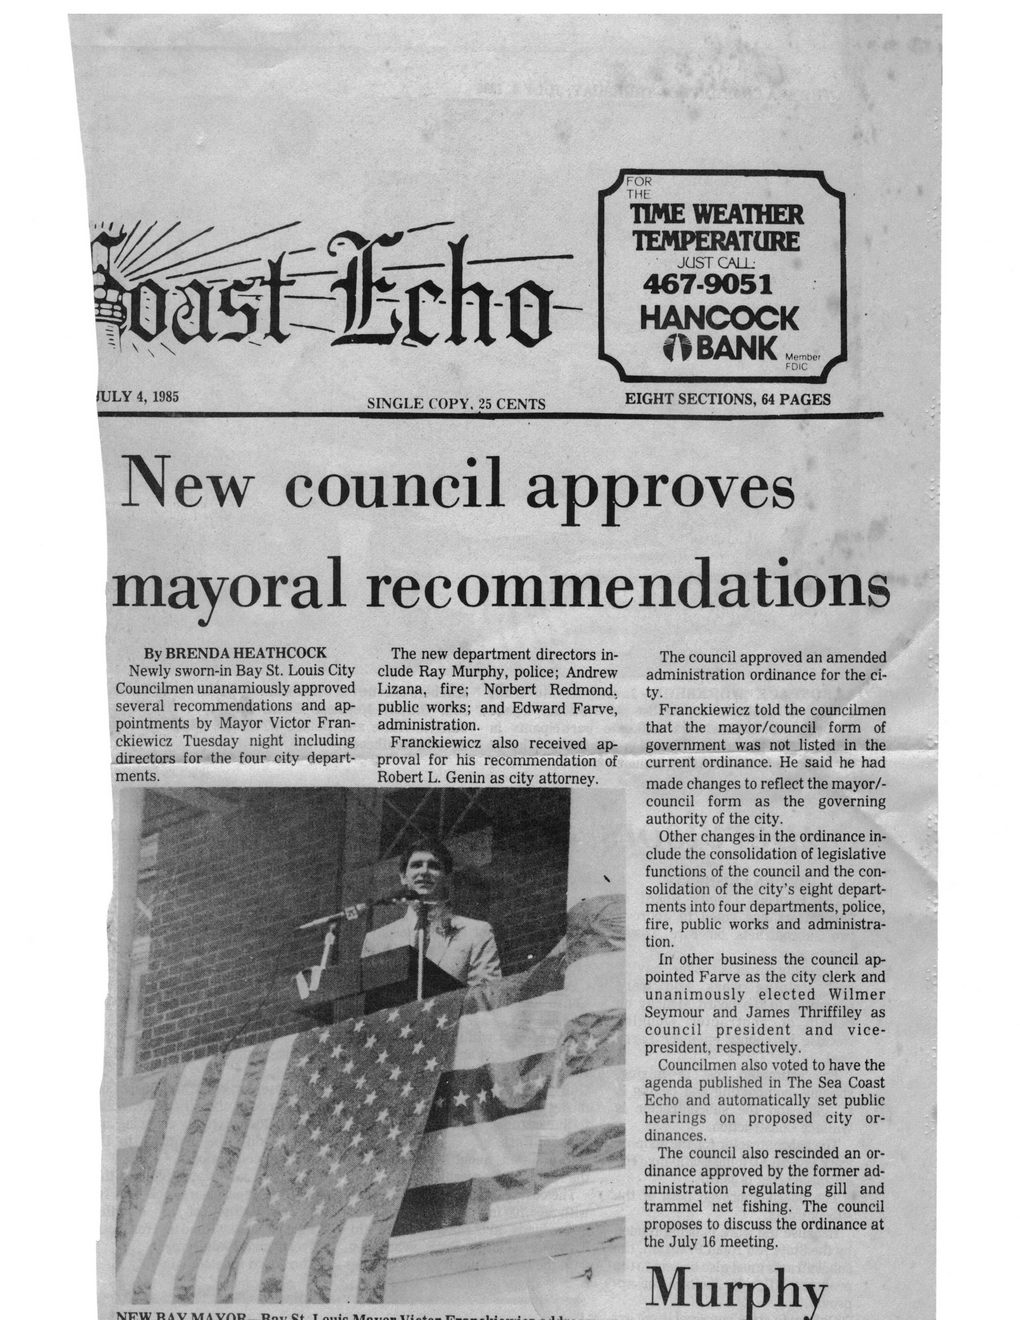 Coast Echo
FOR
THE
TIME WEATHER
TEMPERATURE
JUST CALL:
467-9051
HANCOCK
BANK
Member
FDIC
JULY 4, 1985
SINGLE COPY, 25 CENTS
EIGHT SECTIONS, 64 PAGES
New council approves
mayoral recommendations
By BRENDA HEATHCOCK
Newly sworn-in Bay St. Louis City
Councilmen unanamiously approved
several recommendations and ap-
pointments by Mayor Victor Fran-
ckiewicz Tuesday night including
directors for the four city depart-
ments.
The new department directors in-
clude Ray Murphy, police; Andrew
Lizana, fire; Norbert Redmond,
public works; and Edward Farve,
administration.
Franckiewicz also received ap-
proval for his recommendation of
Robert L. Genin as city attorney.
The council approved an amended
administration ordinance for the ci-
ty.
Franckiewicz told the councilmen
that the mayor/council form of
government was not listed in the
current ordinance. He said he had
made changes to reflect the mayor/-
council form as the governing
authority of the city.
Other changes in the ordinance in-
clude the consolidation of legislative
functions of the council and the con-
solidation of the city's eight depart-
ments into four departments, police,
fire, public works and administra-
tion.
In other business the council ap-
pointed Farve as the city clerk and
unanimously elected Wilmer
Seymour and James Thriffiley as
council president and vice-
president, respectively.
Councilmen also voted to have the
agenda published in The Sea Coast
Echo and automatically set public
hearings on proposed city or-
dinances.
The council also rescinded an or-
dinance approved by the former ad-
ministration regulating gill and
trammel net fishing. The council
proposes to discuss the ordinance at
the July 16 meeting.
Murphy
NEW BAY MAYOR—Bay St. Louis Mayor Victor Franckiewicz